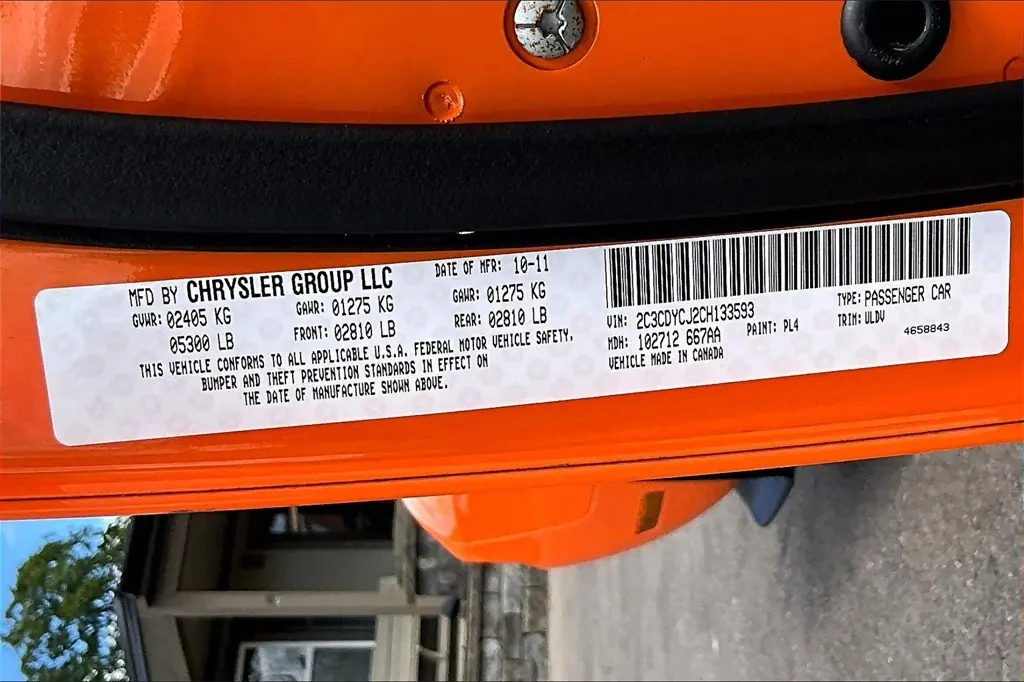 MFD BY CHRYSLER GROUP LLC DATE OF MFR: 10-11
GVWR: 02405 KG GAWR: 01275 KG GAWR: 01275 KG
05300 LB FRONT: 02810 LB REAR: 02810 LB
THIS VEHICLE CONFORMS TO ALL APPLICABLE U.S.A. FEDERAL MOTOR VEHICLE SAFETY,
BUMPER AND THEFT PREVENTION STANDARDS IN EFFECT ON
THE DATE OF MANUFACTURE SHOWN ABOVE.
VIN: 2C3CDYCJ2CH133593 TYPE: PASSENGER CAR
MDH: 102712 667AA PAINT: PL4 TRIM: ULDV
VEHICLE MADE IN CANADA 4658843